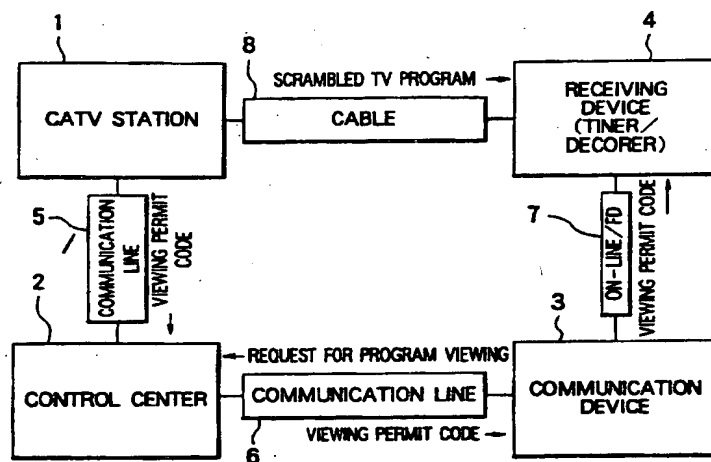 1
8
4
SCRAMBLED TV PROGRAM →
CATV STATION
CABLE
RECEIVING
DEVICE
(TINER/
DECORER)
5
COMMUNICATION
LINE
VIEWING PERMIT
CODE
7
ON-LINE/FD
VIEWING PERMIT CODE
2
3
← REQUEST FOR PROGRAM VIEWING
CONTROL CENTER
COMMUNICATION LINE
COMMUNICATION
DEVICE
6
VIEWING PERMIT CODE →